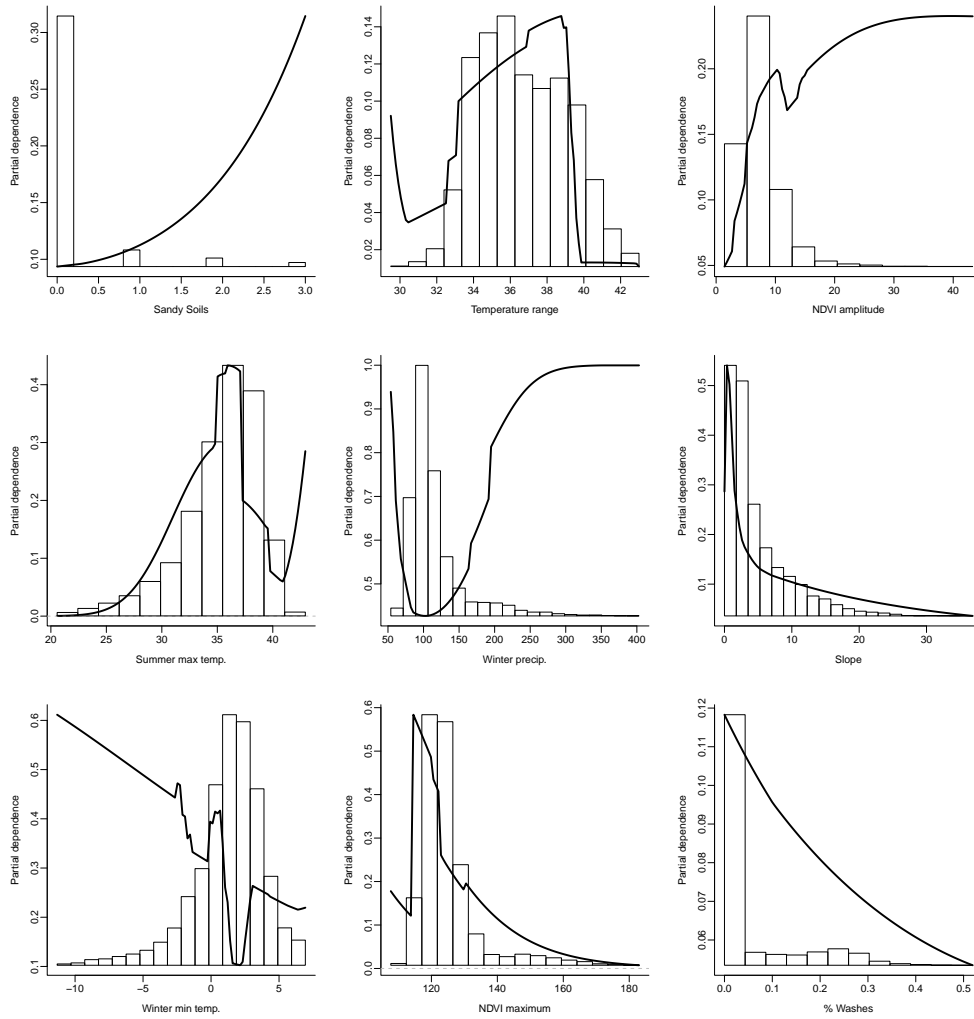 Partial dependence
0.10 0.15 0.20 0.25 0.30
0.0 0.5 1.0 1.5 2.0 2.5 3.0
Sandy Soils
Partial dependence
0.02 0.04 0.06 0.08 0.10 0.12 0.14
30 32 34 36 38 40 42
Temperature range
Partial dependence
0.05 0.10 0.15 0.20
0 10 20 30 40
NDVI amplitude
Partial dependence
0.0 0.1 0.2 0.3 0.4
20 25 30 35 40
Summer max temp.
Partial dependence
0.5 0.6 0.7 0.8 0.9 1.0
50 100 150 200 250 300 350 400
Winter precip.
Partial dependence
0.1 0.2 0.3 0.4 0.5
0 10 20 30
Slope
Partial dependence
0.1 0.2 0.3 0.4 0.5 0.6
−10 −5 0 5
Winter min temp.
Partial dependence
0.0 0.1 0.2 0.3 0.4 0.5 0.6
120 140 160 180
NDVI maximum
Partial dependence
0.06 0.07 0.08 0.09 0.10 0.11 0.12
0.0 0.1 0.2 0.3 0.4 0.5
% Washes